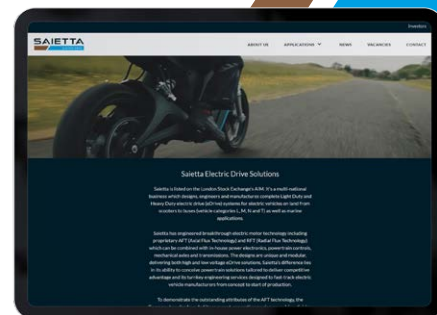 Investors
SAIETTA
ABOUT US APPLICATIONS NEWS VACANCIES CONTACT
Saietta Electric Drive Solutions
Saietta is listed on the London Stock Exchange's AIM. It's a multi-national
business which designs, engineers and manufactures complete Light Duty and
Heavy Duty electric drive (eDrive) systems for electric vehicles on land from
scooters to buses (vehicle categories L, M, N and T) as well as marine
applications.
Saietta has engineered breakthrough electric motor technology including
proprietary AFT (Axial Flux Technology) and RFT (Radial Flux Technology)
which can be combined with in-house power electronics, powertrain controls,
mechanical axles and transmissions. The designs are unique and modular,
delivering both high and low voltage eDrive solutions. Saietta's difference lies
in its ability to conceive powertrain solutions tailored to deliver competitive
advantage and its turnkey engineering services designed to fast-track electric
vehicle manufacturers from concept to start of production.
To demonstrate the outstanding attributes of the AFT technology, the